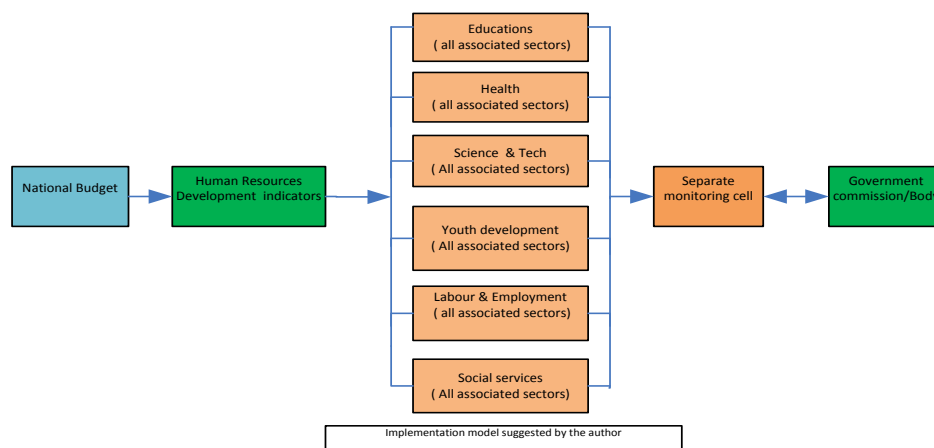 National Budget
Human Resources
Development indicators
Educations
( all associated sectors)
Health
( all associated sectors)
Science & Tech
( All associated sectors)
Youth development
( All associated sectors)
Labour & Employment
( all associated sectors)
Social services
( All associated sectors)
Separate
monitoring cell
Government
commission/Body
Implementation model suggested by the author